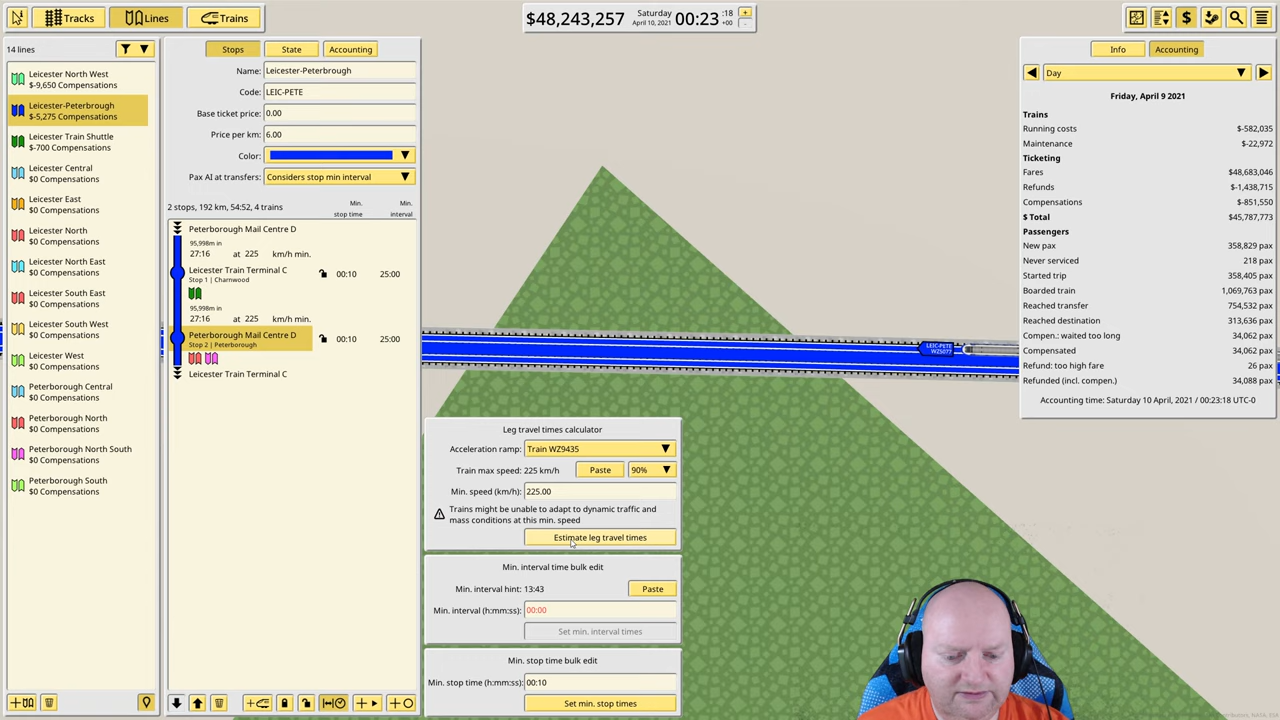 Tracks
Lines
Trains
$48,243,257
Saturday
April 10, 2021
00:23
:18
+00
+
-
$
14 lines
Leicester North West
$-9,650 Compensations
Leicester-Peterbrough
$-5,275 Compensations
Leicester Train Shuttle
$-700 Compensations
Leicester Central
$0 Compensations
Leicester East
$0 Compensations
Leicester North
$0 Compensations
Leicester North East
$0 Compensations
Leicester South East
$0 Compensations
Leicester South West
$0 Compensations
Leicester West
$0 Compensations
Peterborough Central
$0 Compensations
Peterborough North
$0 Compensations
Peterborough North South
$0 Compensations
Peterborough South
$0 Compensations
Stops
State
Accounting
Name: Leicester-Peterbrough
Code: LEIC-PETE
Base ticket price: 0.00
Price per km: 6.00
Color:
Pax AI at transfers: Considers stop min interval
2 stops, 192 km, 54:52, 4 trains
Min. stop time
Min. interval
Peterborough Mail Centre D
95,998m in
27:16 at 225 km/h min.
Leicester Train Terminal C 00:10 25:00
Stop 1 | Charnwood
95,998m in
27:16 at 225 km/h min.
Peterborough Mail Centre D 00:10 25:00
Stop 2 | Peterborough
Leicester Train Terminal C
LEIC-PETE
Leg travel times calculator
Acceleration ramp: Train WZ9435
Train max speed: 225 km/h Paste 90%
Min. speed (km/h): 225.00
Trains might be unable to adapt to dynamic traffic and
mass conditions at this min. speed
Estimate leg travel times
Min. interval time bulk edit
Min. interval hint: 13:43 Paste
Min. interval (h:mm:ss): 00:00
Set min. interval times
Min. stop time bulk edit
Min. stop time (h:mm:ss): 00:10
Set min. stop times
Info
Accounting
Day
Friday, April 9 2021
Trains
Running costs $-582,035
Maintenance $-22,972
Ticketing
Fares $48,683,046
Refunds $-1,438,715
Compensations $-851,550
$ Total $45,787,773
Passengers
New pax 358,829 pax
Never serviced 218 pax
Started trip 358,405 pax
Boarded train 1,069,763 pax
Reached transfer 754,532 pax
Reached destination 313,636 pax
Compen.: waited too long 34,062 pax
Compensated 34,062 pax
Refund: too high fare 26 pax
Refunded (incl. compen.) 34,088 pax
Accounting time: Saturday 10 April, 2021 / 00:23:18 UTC-0